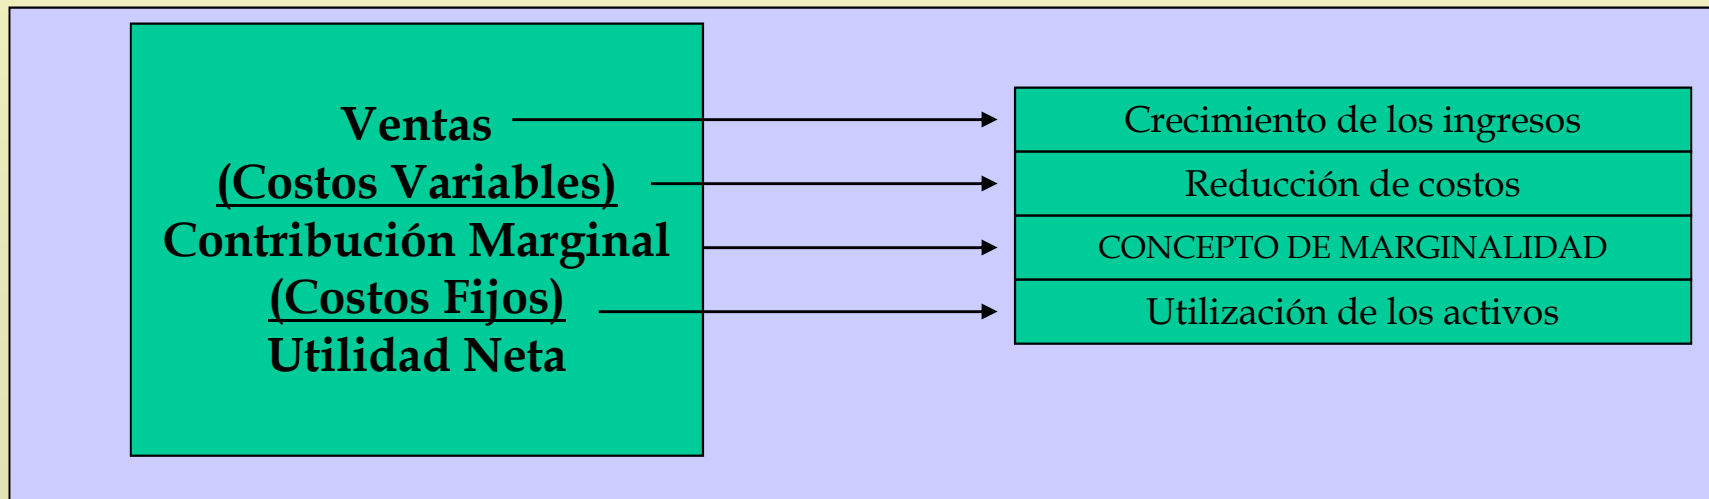 Ventas
(Costos Variables)
Contribución Marginal
(Costos Fijos)
Utilidad Neta
Crecimiento de los ingresos
Reducción de costos
CONCEPTO DE MARGINALIDAD
Utilización de los activos